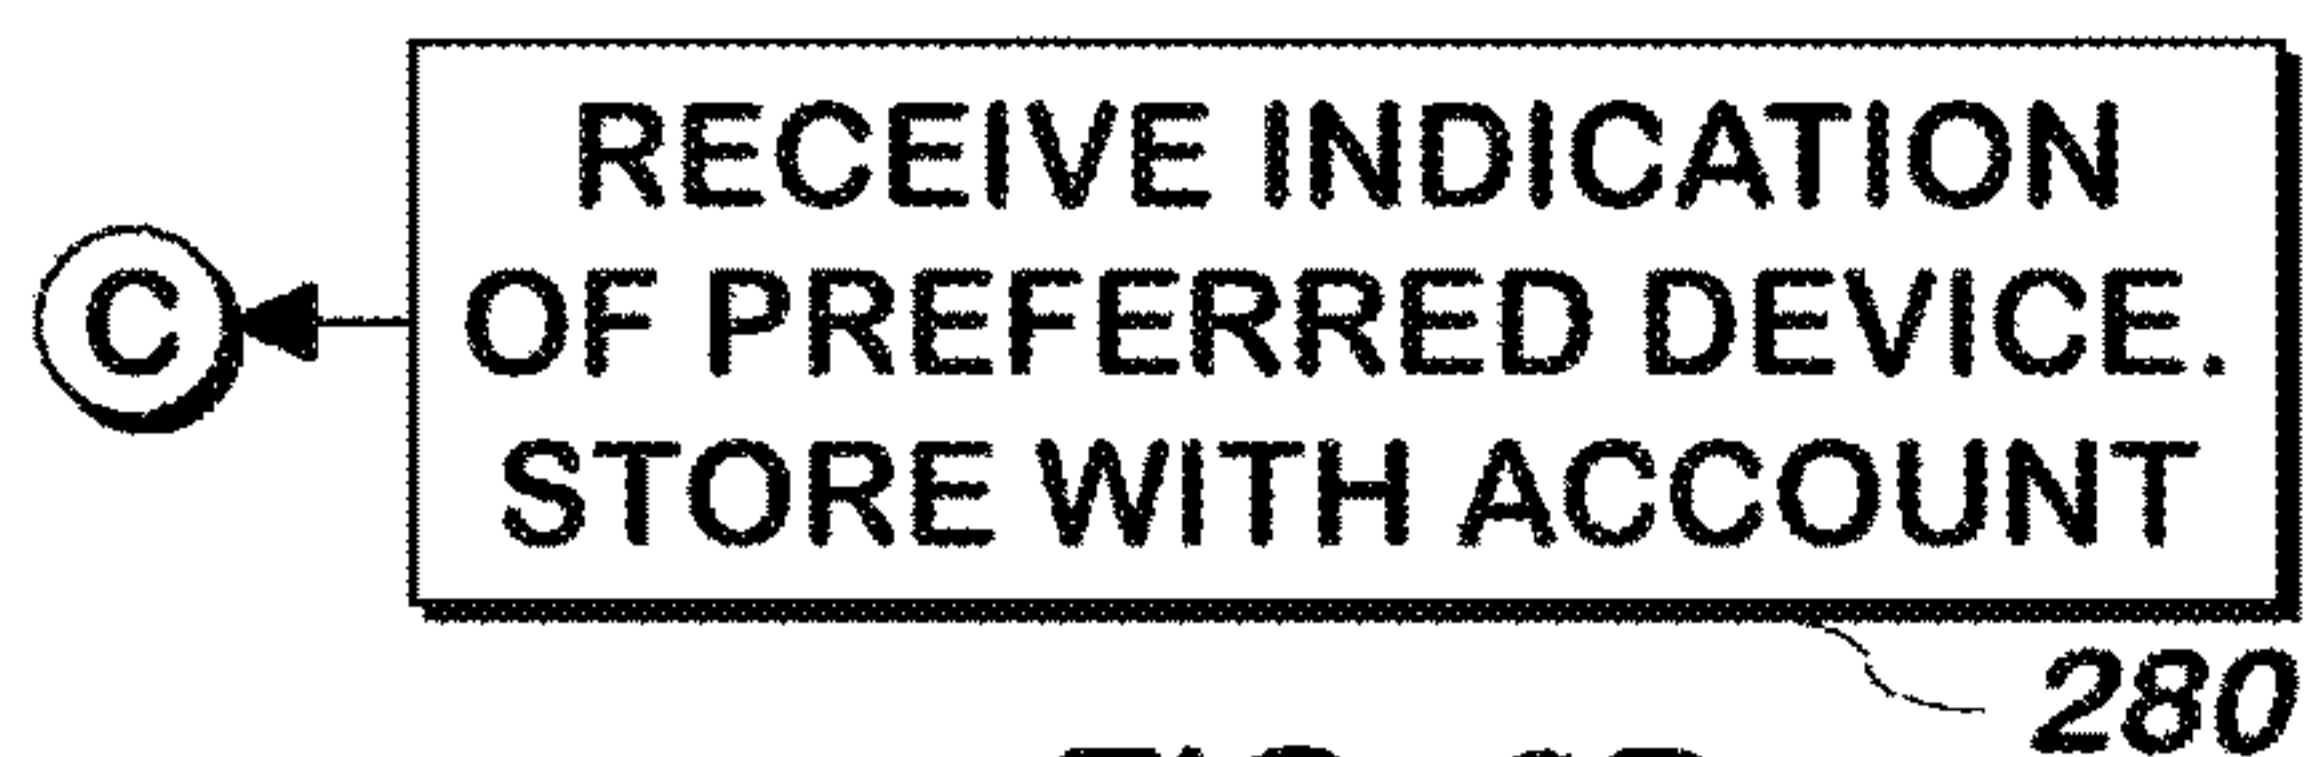 RECEIVE INDICATION
OF PREFERRED DEVICE.
C
STORE WITH ACCOUNT
280